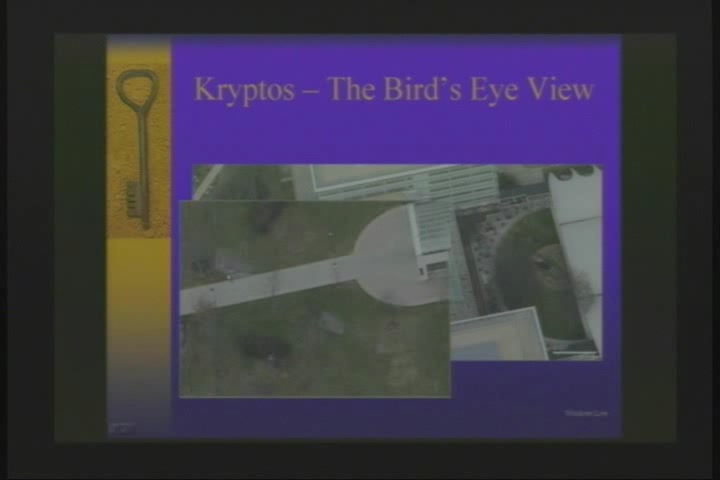 Kryptos – The Bird's Eye View